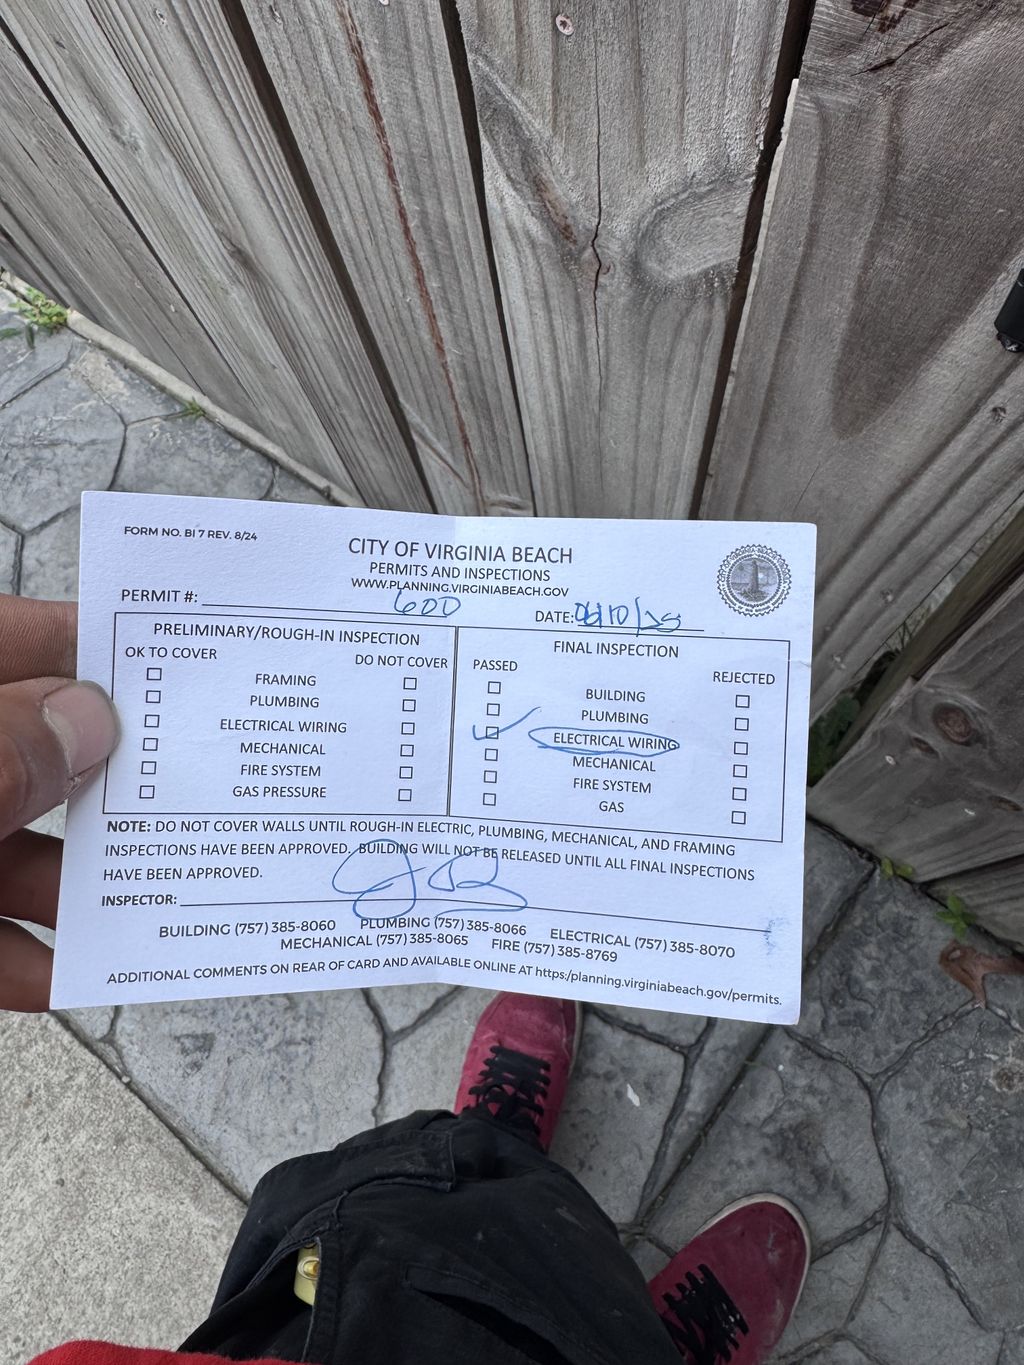 FORM NO. BI 7 REV. 8/24
CITY OF VIRGINIA BEACH
PERMITS AND INSPECTIONS
WWW.PLANNING.VIRGINIABEACH.GOV
PERMIT #: 600 DATE: 06/10/25
PRELIMINARY/ROUGH-IN INSPECTION
OK TO COVER DO NOT COVER
FRAMING
PLUMBING
ELECTRICAL WIRING
MECHANICAL
FIRE SYSTEM
GAS PRESSURE
FINAL INSPECTION
PASSED REJECTED
BUILDING
PLUMBING
ELECTRICAL WIRING
MECHANICAL
FIRE SYSTEM
GAS
NOTE: DO NOT COVER WALLS UNTIL ROUGH-IN ELECTRIC, PLUMBING, MECHANICAL, AND FRAMING
INSPECTIONS HAVE BEEN APPROVED. BUILDING WILL NOT BE RELEASED UNTIL ALL FINAL INSPECTIONS
HAVE BEEN APPROVED.
INSPECTOR:
BUILDING (757) 385-8060 PLUMBING (757) 385-8066 ELECTRICAL (757) 385-8070
MECHANICAL (757) 385-8065 FIRE (757) 385-8769
ADDITIONAL COMMENTS ON REAR OF CARD AND AVAILABLE ONLINE AT https:/planning.virginiabeach.gov/permits.